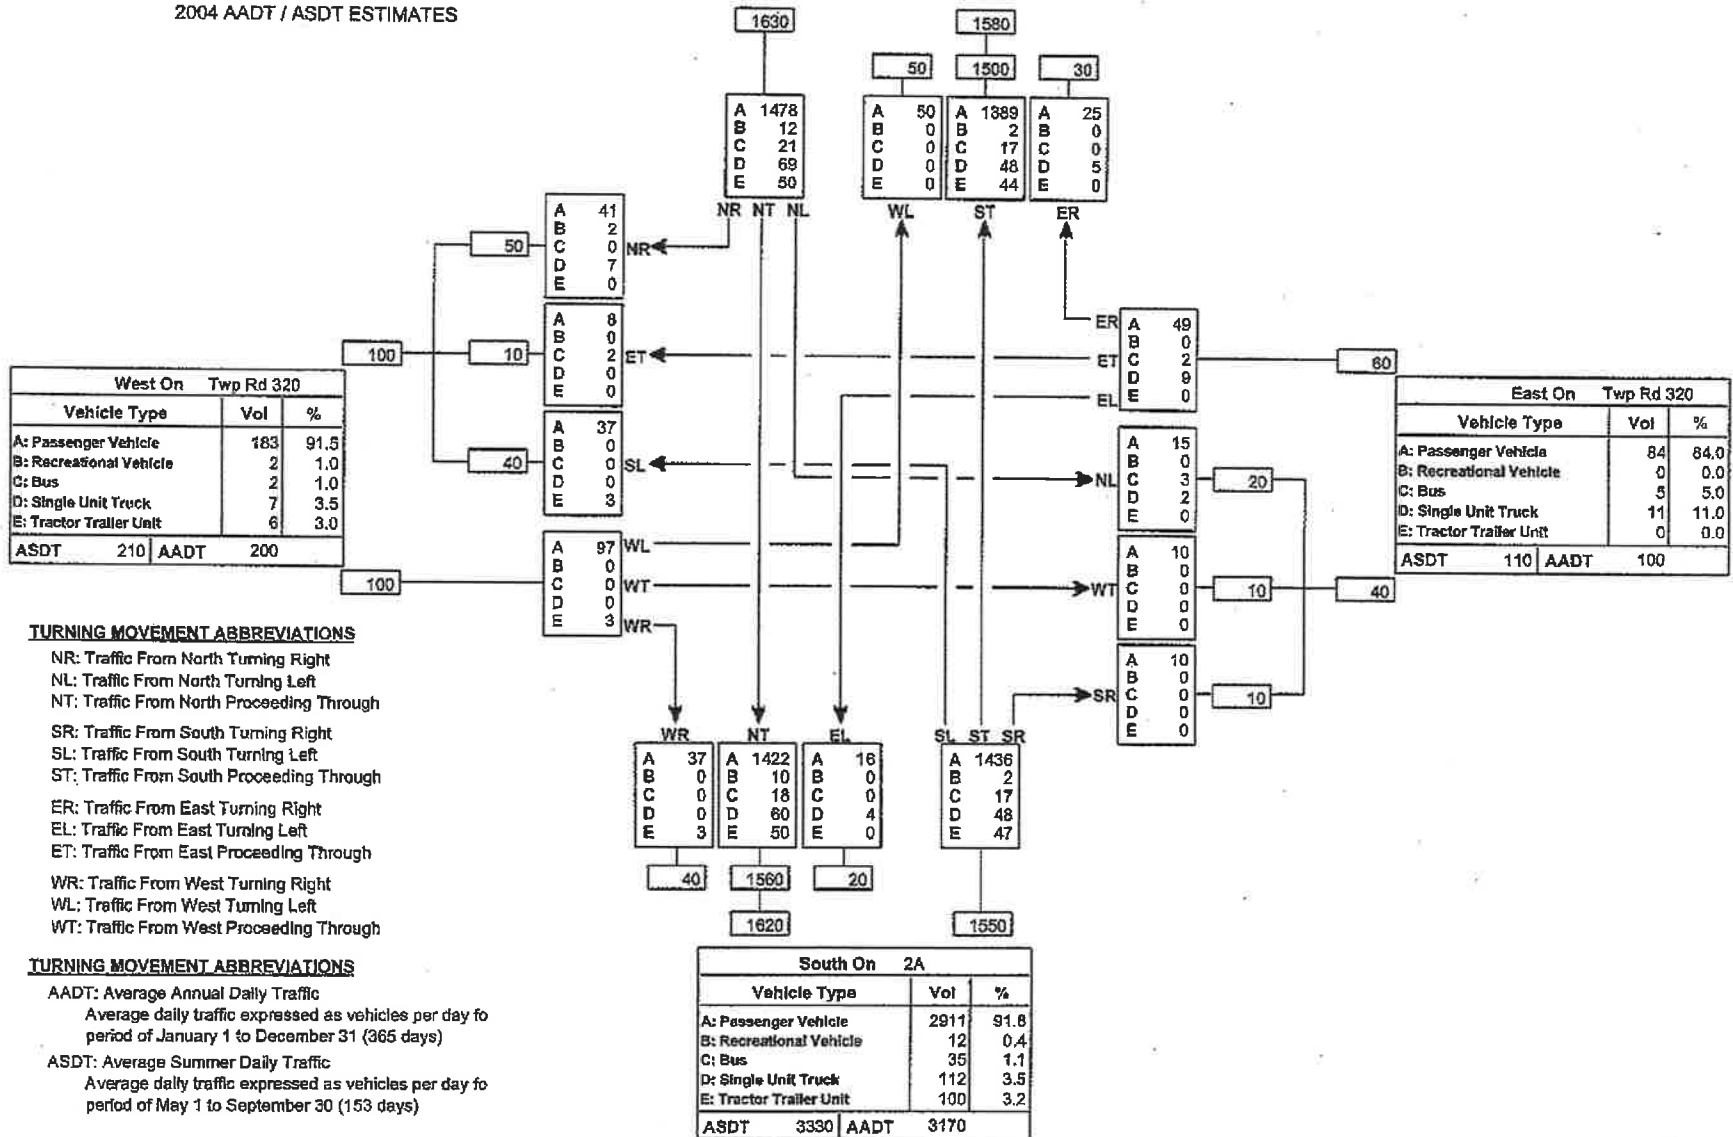 2004 AADT / ASDT ESTIMATES
1630
1580
50
1500
30
A 1478
B 12
C 21
D 69
E 50
A 50
B 0
C 0
D 0
E 0
A 1389
B 2
C 17
D 48
E 44
A 25
B 0
C 0
D 5
E 0
NR NT NL
WL
ST
ER
50
A 41
B 2
C 0
D 7
E 0
NR
100
10
A 8
B 0
C 2
D 0
E 0
ET
40
A 37
B 0
C 0
D 0
E 3
SL
100
A 97
B 0
C 0
D 0
E 3
WL
WT
WR
West On Twp Rd 320
Vehicle Type Vol %
A: Passenger Vehicle 183 91.5
B: Recreational Vehicle 2 1.0
C: Bus 2 1.0
D: Single Unit Truck 7 3.5
E: Tractor Trailer Unit 6 3.0
ASDT 210 AADT 200
ER
ET
EL
A 49
B 0
C 2
D 9
E 0
60
NL
A 15
B 0
C 3
D 2
E 0
20
WT
A 10
B 0
C 0
D 0
E 0
10
40
SR
A 10
B 0
C 0
D 0
E 0
10
East On Twp Rd 320
Vehicle Type Vol %
A: Passenger Vehicle 84 84.0
B: Recreational Vehicle 0 0.0
C: Bus 5 5.0
D: Single Unit Truck 11 11.0
E: Tractor Trailer Unit 0 0.0
ASDT 110 AADT 100
TURNING MOVEMENT ABBREVIATIONS
NR: Traffic From North Turning Right
NL: Traffic From North Turning Left
NT: Traffic From North Proceeding Through
SR: Traffic From South Turning Right
SL: Traffic From South Turning Left
ST: Traffic From South Proceeding Through
ER: Traffic From East Turning Right
EL: Traffic From East Turning Left
ET: Traffic From East Proceeding Through
WR: Traffic From West Turning Right
WL: Traffic From West Turning Left
WT: Traffic From West Proceeding Through
TURNING MOVEMENT ABBREVIATIONS
AADT: Average Annual Daily Traffic
Average daily traffic expressed as vehicles per day fo
period of January 1 to December 31 (365 days)
ASDT: Average Summer Daily Traffic
Average daily traffic expressed as vehicles per day fo
period of May 1 to September 30 (153 days)
WR
NT
EL
SL ST SR
A 37
B 0
C 0
D 0
E 3
A 1422
B 10
C 18
D 60
E 50
A 16
B 0
C 0
D 4
E 0
A 1436
B 2
C 17
D 48
E 47
40
1560
20
1620
1550
South On 2A
Vehicle Type Vol %
A: Passenger Vehicle 2911 91.8
B: Recreational Vehicle 12 0.4
C: Bus 35 1.1
D: Single Unit Truck 112 3.5
E: Tractor Trailer Unit 100 3.2
ASDT 3330 AADT 3170